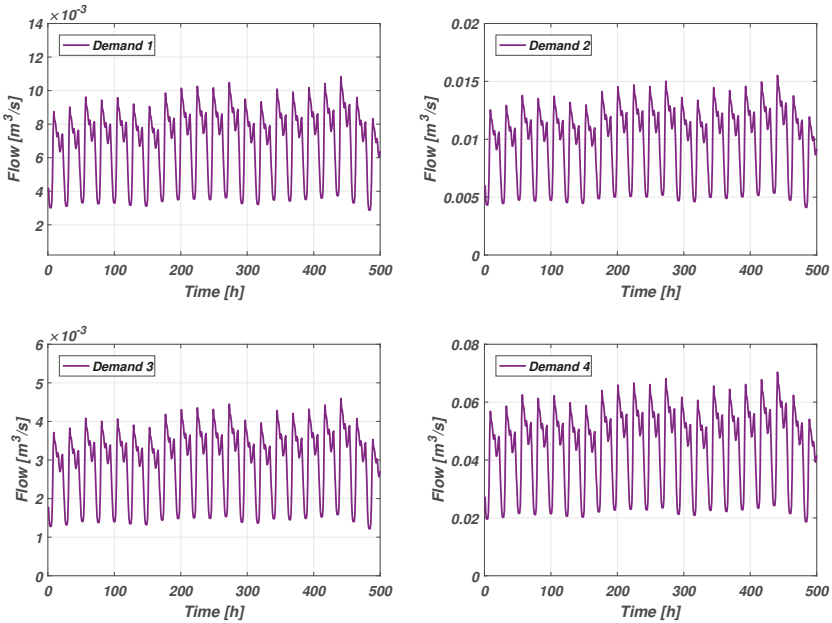 ×10⁻³
14
12
10
8
6
4
2
Flow [m³/s]
Demand 1
0 100 200 300 400 500
Time [h]
0.02
0.015
0.01
0.005
0
Flow [m³/s]
Demand 2
0 100 200 300 400 500
Time [h]
×10⁻³
6
5
4
3
2
1
0
Flow [m³/s]
Demand 3
0 100 200 300 400 500
Time [h]
0.08
0.06
0.04
0.02
0
Flow [m³/s]
Demand 4
0 100 200 300 400 500
Time [h]